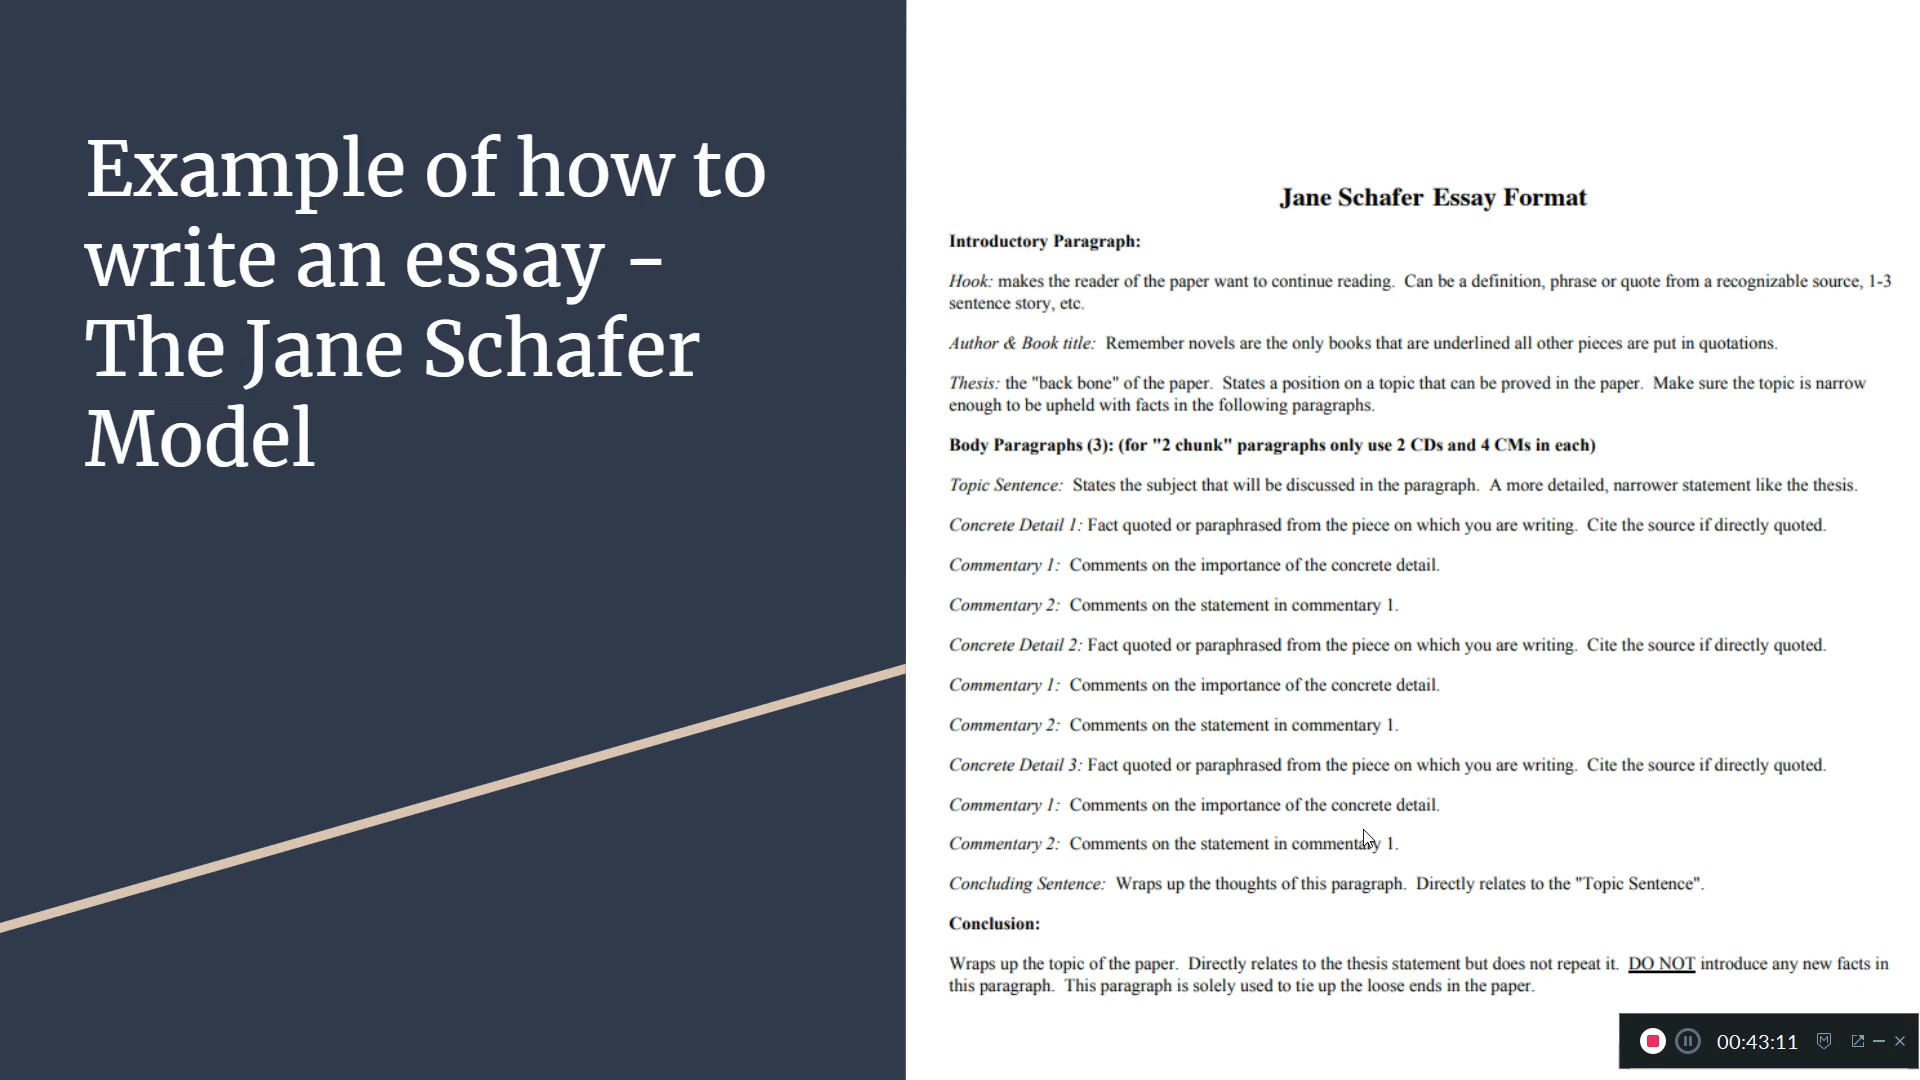 Example of how to
write an essay -
The Jane Schafer
Model
Jane Schafer Essay Format
Introductory Paragraph:
Hook: makes the reader of the paper want to continue reading. Can be a definition, phrase or quote from a recognizable source, 1-3
sentence story, etc.
Author & Book title: Remember novels are the only books that are underlined all other pieces are put in quotations.
Thesis: the "back bone" of the paper. States a position on a topic that can be proved in the paper. Make sure the topic is narrow
enough to be upheld with facts in the following paragraphs.
Body Paragraphs (3): (for "2 chunk" paragraphs only use 2 CDs and 4 CMs in each)
Topic Sentence: States the subject that will be discussed in the paragraph. A more detailed, narrower statement like the thesis.
Concrete Detail 1: Fact quoted or paraphrased from the piece on which you are writing. Cite the source if directly quoted.
Commentary 1: Comments on the importance of the concrete detail.
Commentary 2: Comments on the statement in commentary 1.
Concrete Detail 2: Fact quoted or paraphrased from the piece on which you are writing. Cite the source if directly quoted.
Commentary 1: Comments on the importance of the concrete detail.
Commentary 2: Comments on the statement in commentary 1.
Concrete Detail 3: Fact quoted or paraphrased from the piece on which you are writing. Cite the source if directly quoted.
Commentary 1: Comments on the importance of the concrete detail.
Commentary 2: Comments on the statement in commentary 1.
Concluding Sentence: Wraps up the thoughts of this paragraph. Directly relates to the "Topic Sentence".
Conclusion:
Wraps up the topic of the paper. Directly relates to the thesis statement but does not repeat it. DO NOT introduce any new facts in
this paragraph. This paragraph is solely used to tie up the loose ends in the paper.
00:43:11